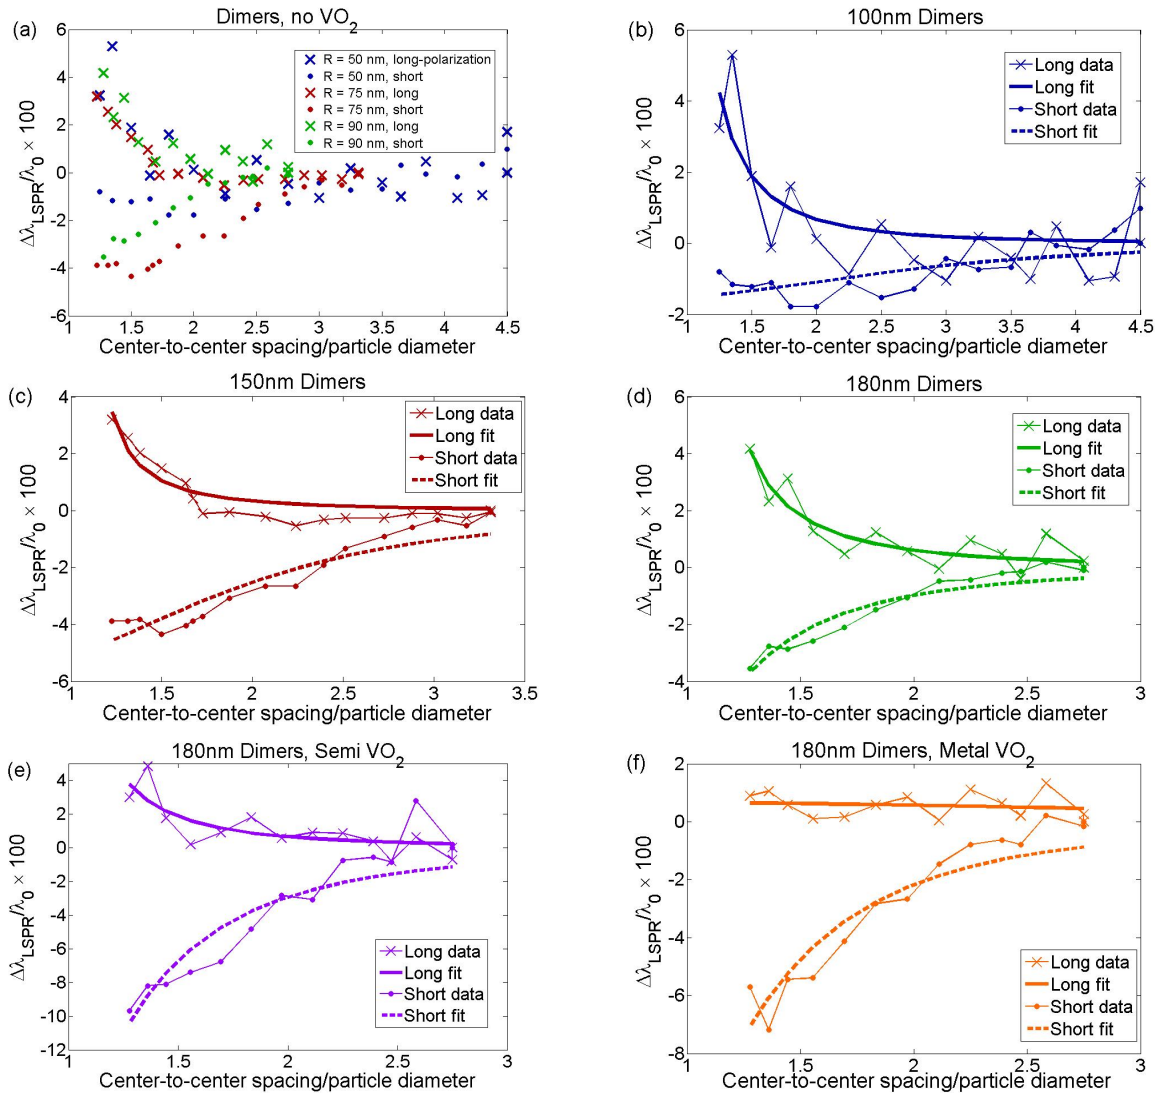 (a)
Dimers, no VO2
R = 50 nm, long-polarization
R = 50 nm, short
R = 75 nm, long
R = 75 nm, short
R = 90 nm, long
R = 90 nm, short
6
4
2
0
-2
-4
-6
ΔλLSPR/λ0 × 100
1
1.5
2
2.5
3
3.5
4
4.5
Center-to-center spacing/particle diameter
(b)
100nm Dimers
Long data
Long fit
Short data
Short fit
6
4
2
0
-2
ΔλLSPR/λ0 × 100
1
1.5
2
2.5
3
3.5
4
4.5
Center-to-center spacing/particle diameter
(c)
150nm Dimers
Long data
Long fit
Short data
Short fit
4
2
0
-2
-4
-6
ΔλLSPR/λ0 × 100
1
1.5
2
2.5
3
3.5
Center-to-center spacing/particle diameter
(d)
180nm Dimers
Long data
Long fit
Short data
Short fit
6
4
2
0
-2
-4
ΔλLSPR/λ0 × 100
1
1.5
2
2.5
3
Center-to-center spacing/particle diameter
(e)
180nm Dimers, Semi VO2
4
2
0
-2
-4
-6
-8
-10
-12
ΔλLSPR/λ0 × 100
Long data
Long fit
Short data
Short fit
1
1.5
2
2.5
3
Center-to-center spacing/particle diameter
(f)
180nm Dimers, Metal VO2
2
0
-2
-4
-6
-8
ΔλLSPR/λ0 × 100
Long data
Long fit
Short data
Short fit
1
1.5
2
2.5
3
Center-to-center spacing/particle diameter